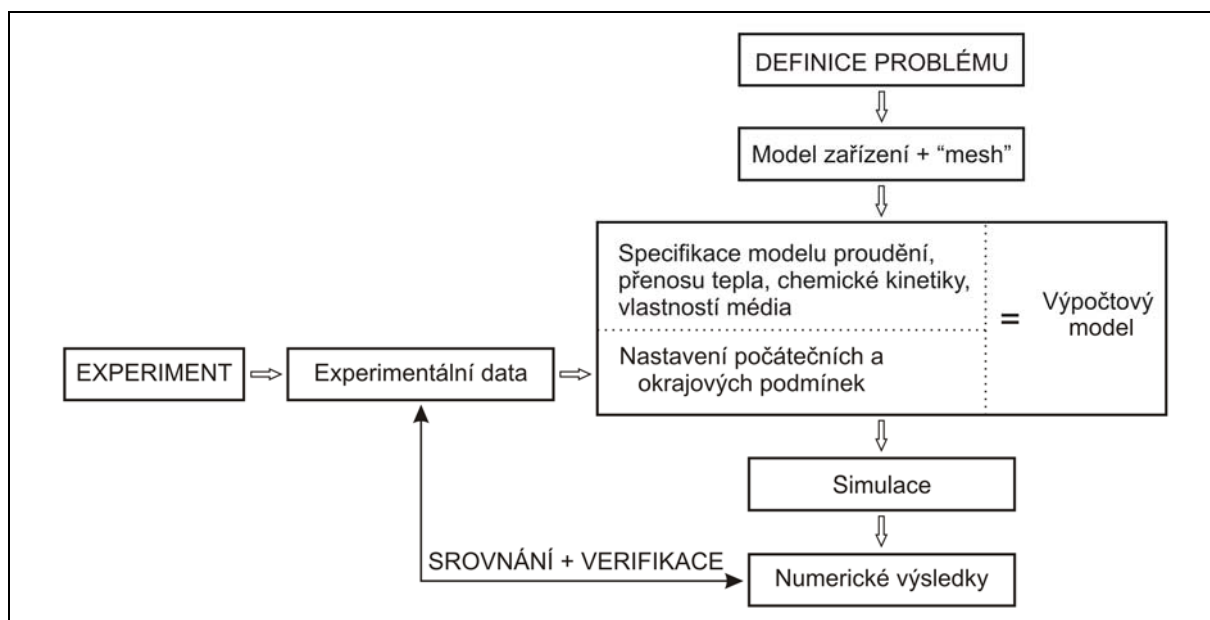 DEFINICE PROBLÉMU
Model zařízení + “mesh”
Specifikace modelu proudění,
přenosu tepla, chemické kinetiky,
vlastností média
= Výpočtový
model
Nastavení počátečních a
okrajových podmínek
EXPERIMENT
Experimentální data
Simulace
SROVNÁNÍ + VERIFIKACE
Numerické výsledky